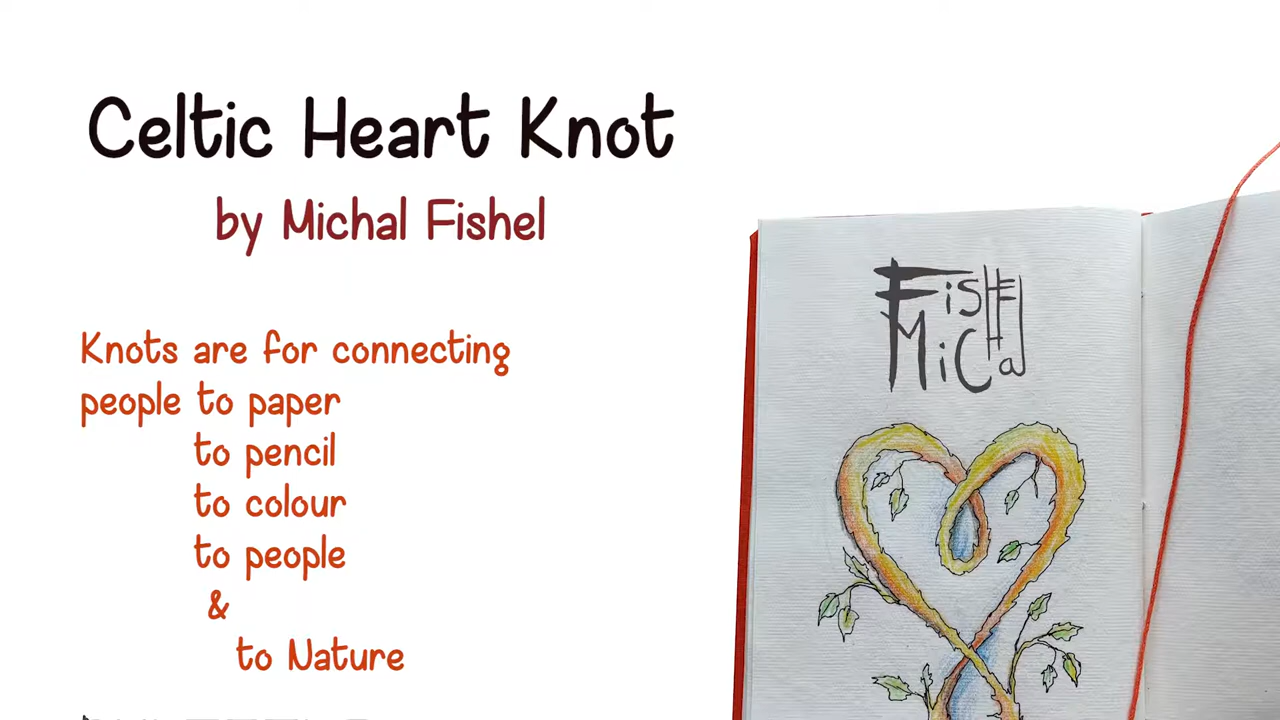 Celtic Heart Knot
by Michal Fishel
Knots are for connecting
people to paper
to pencil
to colour
to people
&
to Nature
FisHEl
MiCHal